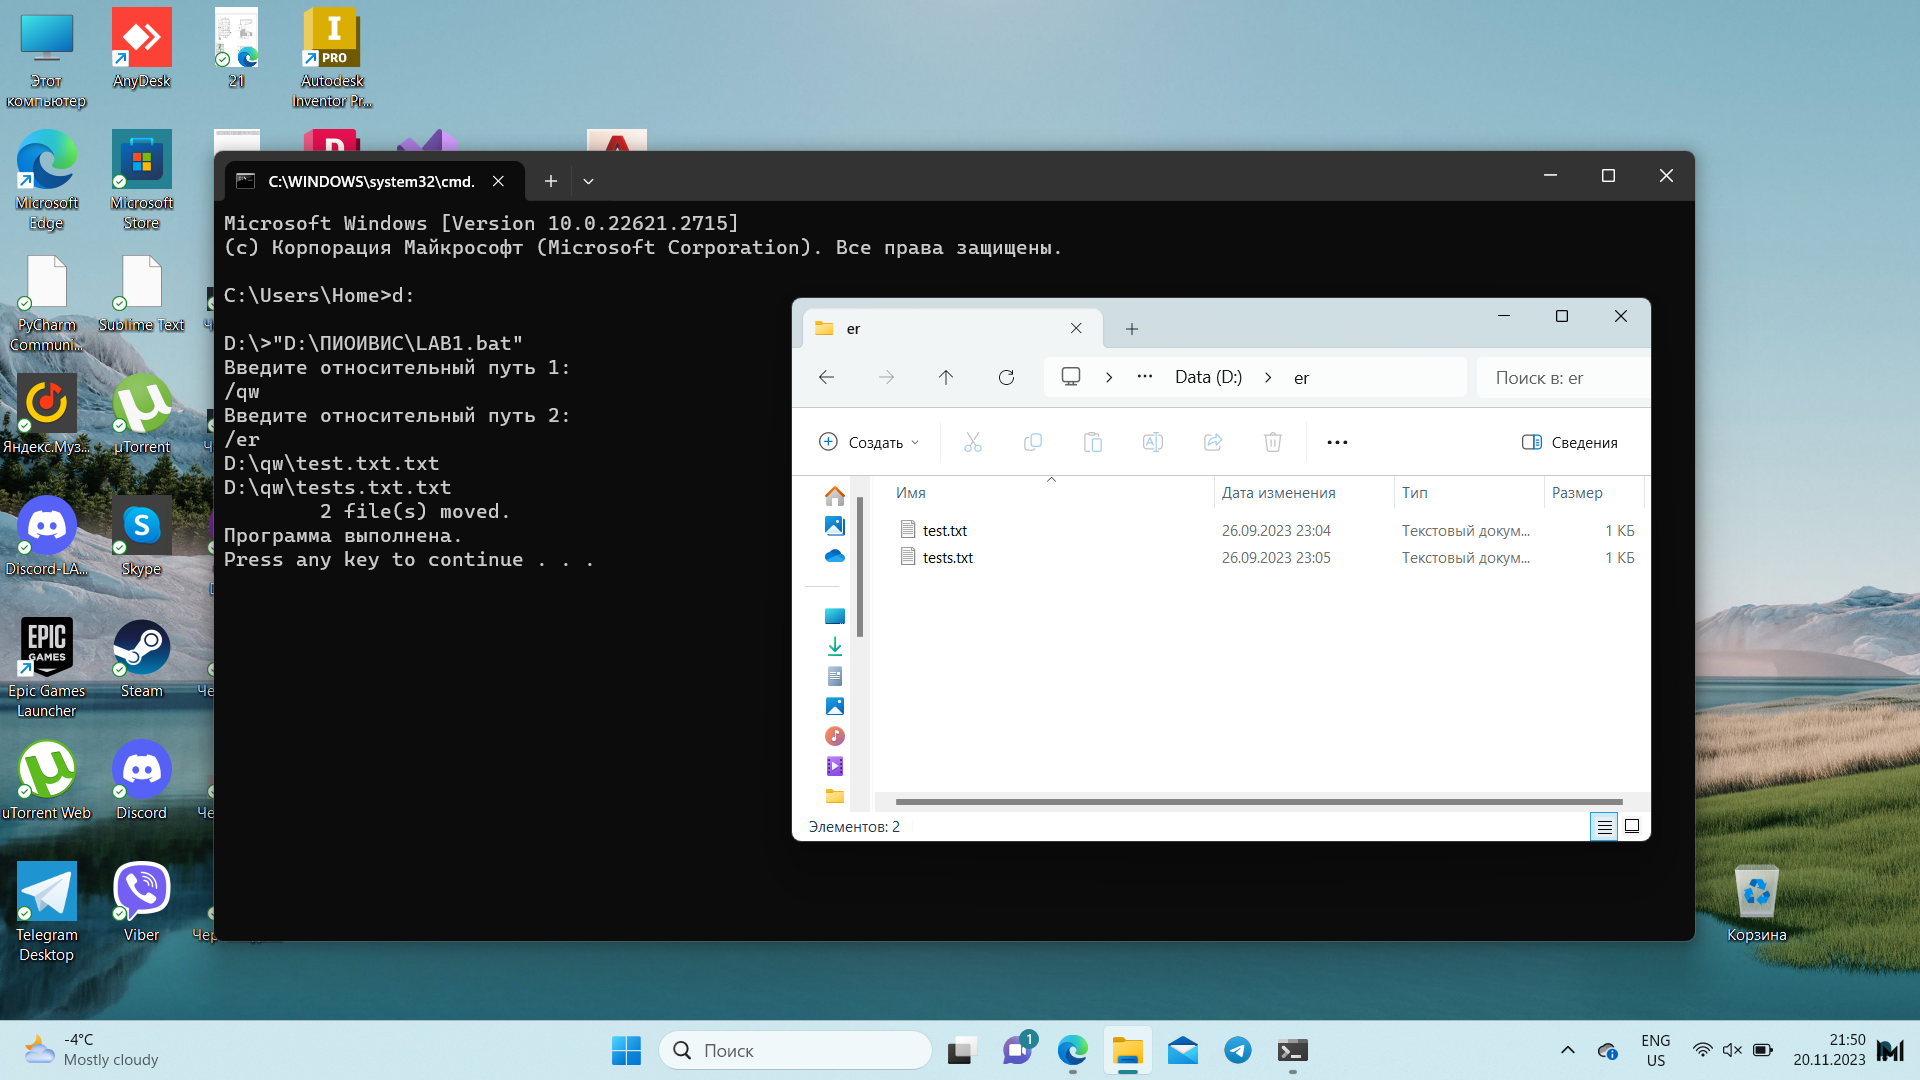 Этот
компьютер
AnyDesk
21
I
PRO
Autodesk
Inventor Pr...
Microsoft
Edge
Microsoft
Store
PyCharm
Communi...
Sublime Text
Яндекс.Муз...
µTorrent
Discord-LA...
Skype
EPIC
GAMES
Epic Games
Launcher
Steam
uTorrent Web
Discord
Telegram
Desktop
Viber
Корзина
C:\WINDOWS\system32\cmd.
Microsoft Windows [Version 10.0.22621.2715]
(c) Корпорация Майкрософт (Microsoft Corporation). Все права защищены.
C:\Users\Home>d:
D:\>"D:\ПИОИВИС\LAB1.bat"
Введите относительный путь 1:
/qw
Введите относительный путь 2:
/er
D:\qw\test.txt.txt
D:\qw\tests.txt.txt
2 file(s) moved.
Программа выполнена.
Press any key to continue . . .
er
Data (D:) er
Поиск в: er
Создать
Сведения
Имя Дата изменения Тип Размер
test.txt 26.09.2023 23:04 Текстовый докум... 1 КБ
tests.txt 26.09.2023 23:05 Текстовый докум... 1 КБ
Элементов: 2
-4°C
Mostly cloudy
Поиск
1
ENG
US
21:50
20.11.2023